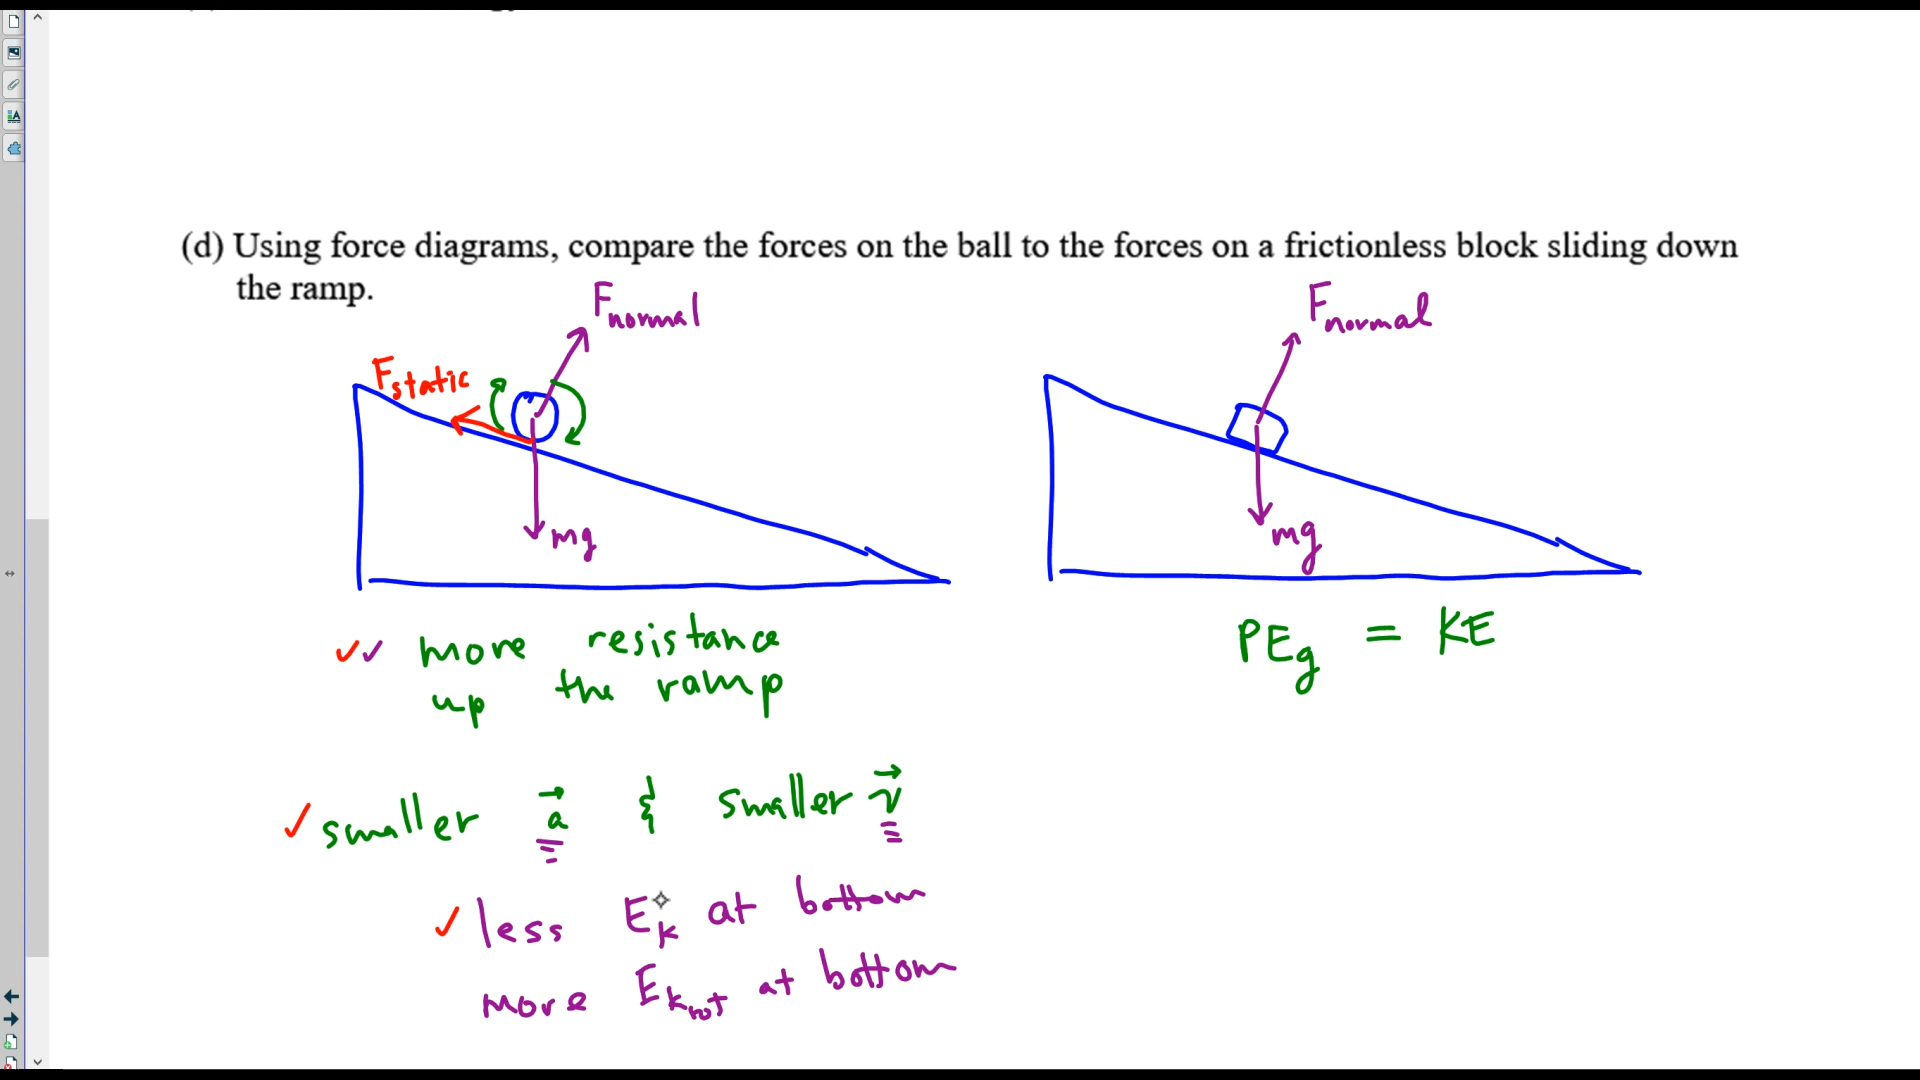 (d) Using force diagrams, compare the forces on the ball to the forces on a frictionless block sliding down
the ramp.
Fnormal
Fstatic
mg
Fnormal
mg
more resistance
up the ramp
PEg = KE
smaller a & smaller v
less Ek at bottom
more Ekrot at bottom